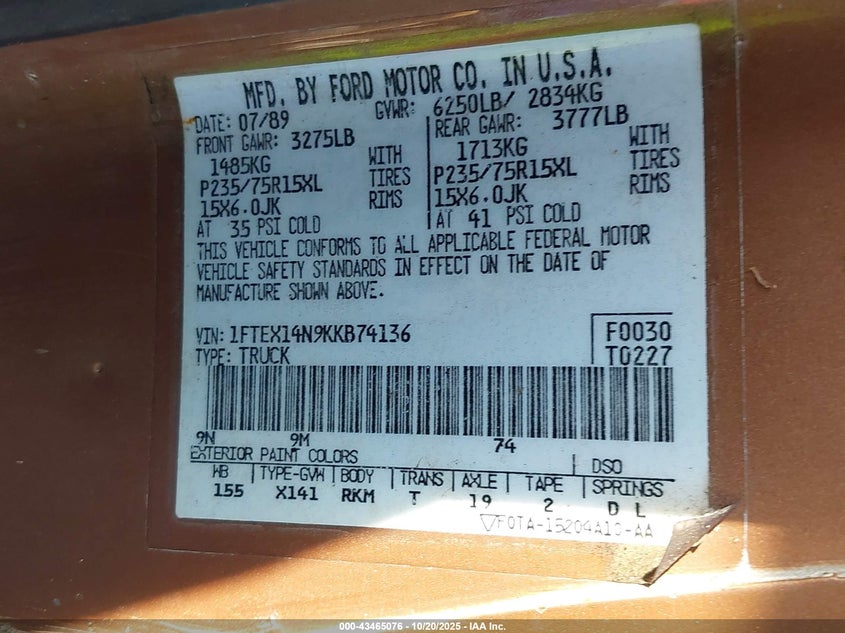 MFD. BY FORD MOTOR CO. IN U.S.A.
DATE: 07/89 GVWR: 6250LB/ 2834KG
FRONT GAWR: 3275LB REAR GAWR: 3777LB
1485KG WITH 1713KG WITH
P235/75R15XL TIRES P235/75R15XL TIRES
15X6.0JK RIMS 15X6.0JK RIMS
AT 35 PSI COLD AT 41 PSI COLD
THIS VEHICLE CONFORMS TO ALL APPLICABLE FEDERAL MOTOR
VEHICLE SAFETY STANDARDS IN EFFECT ON THE DATE OF
MANUFACTURE SHOWN ABOVE.
VIN: 1FTEX14N9KKB74136 F0030
TYPE: TRUCK T0227
9N 9M 74
EXTERIOR PAINT COLORS DSO
WB TYPE-GVW BODY TRANS AXLE TAPE SPRINGS
155 X141 RKM T 19 2 D L
▽F0TA-15204A10-AA
000-43465076 - 10/20/2025 - IAA Inc.